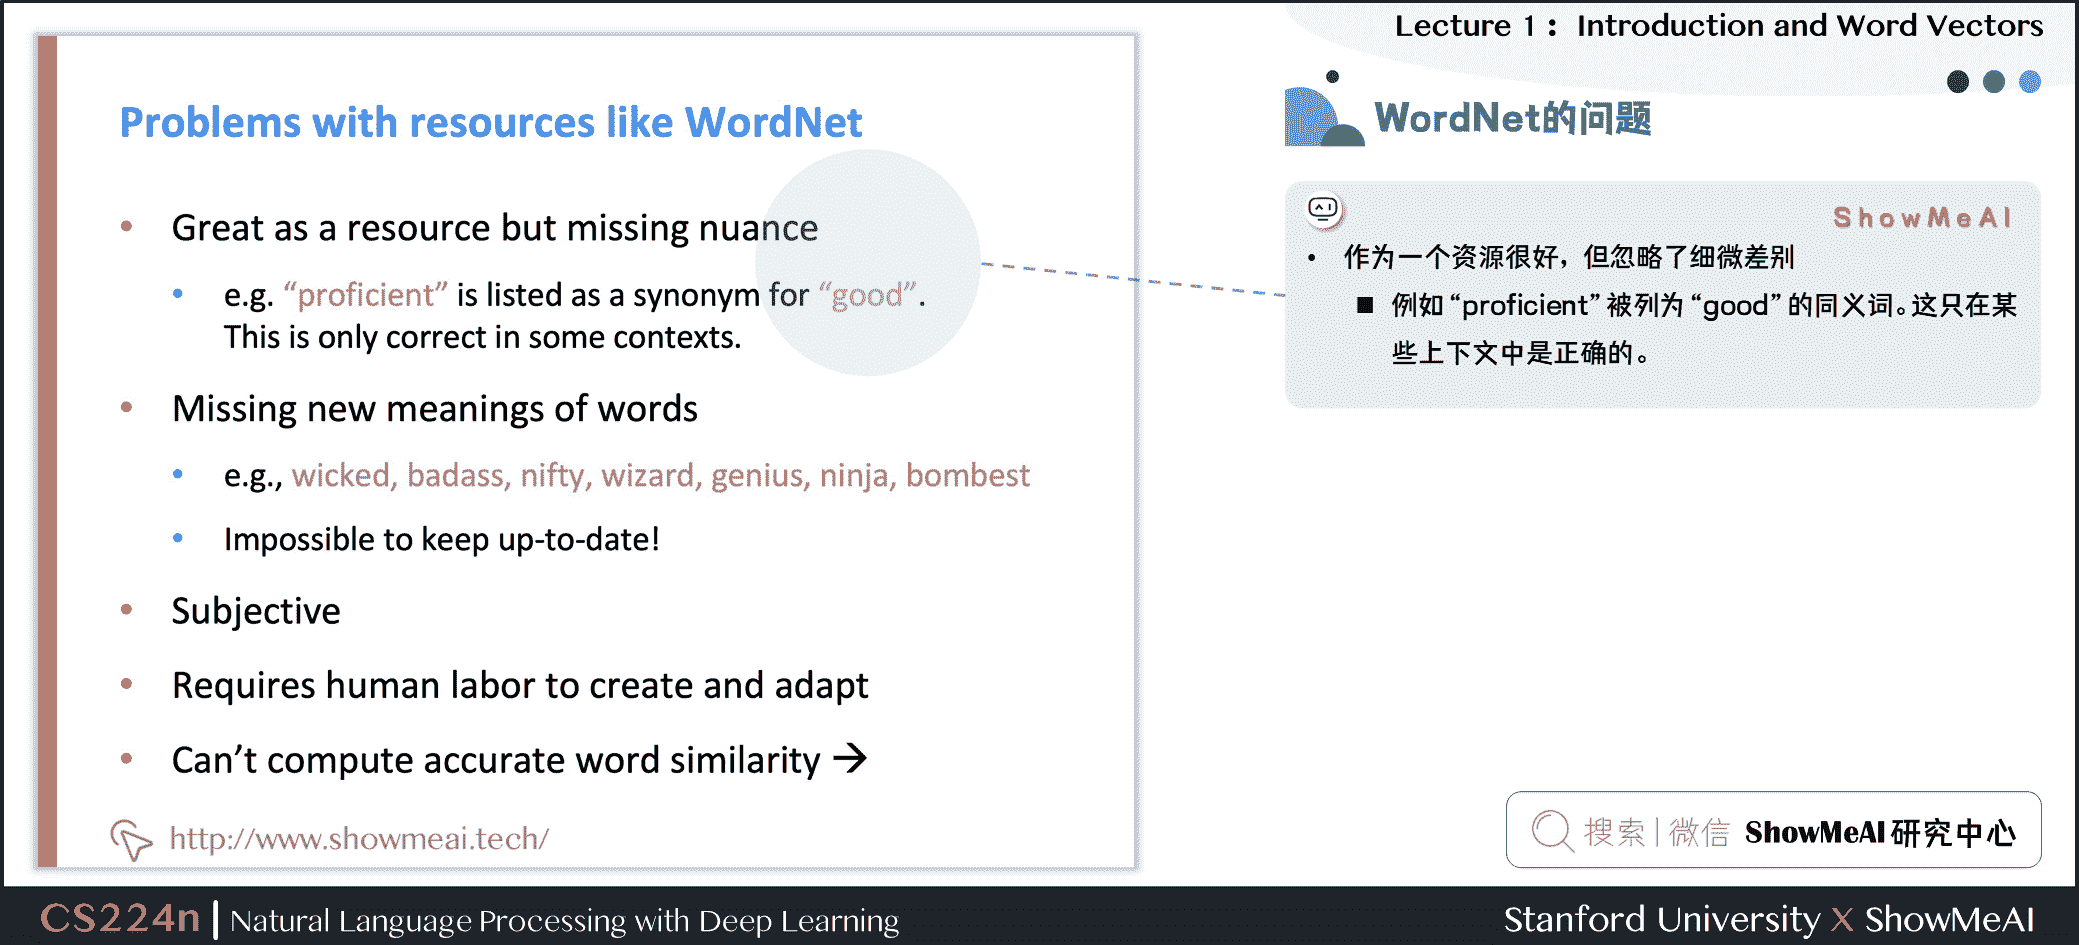 Lecture 1： Introduction and Word Vectors
Problems with resources like WordNet
• Great as a resource but missing nuance
• e.g. “proficient” is listed as a synonym for “good”.
This is only correct in some contexts.
• Missing new meanings of words
• e.g., wicked, badass, nifty, wizard, genius, ninja, bombest
• Impossible to keep up-to-date!
• Subjective
• Requires human labor to create and adapt
• Can’t compute accurate word similarity →
http://www.showmeai.tech/
WordNet的问题
AI
ShowMeAI
• 作为一个资源很好，但忽略了细微差别
■ 例如“proficient”被列为“good”的同义词。这只在某
些上下文中是正确的。
搜索|微信 ShowMeAI研究中心
CS224n | Natural Language Processing with Deep Learning
Stanford University X ShowMeAI